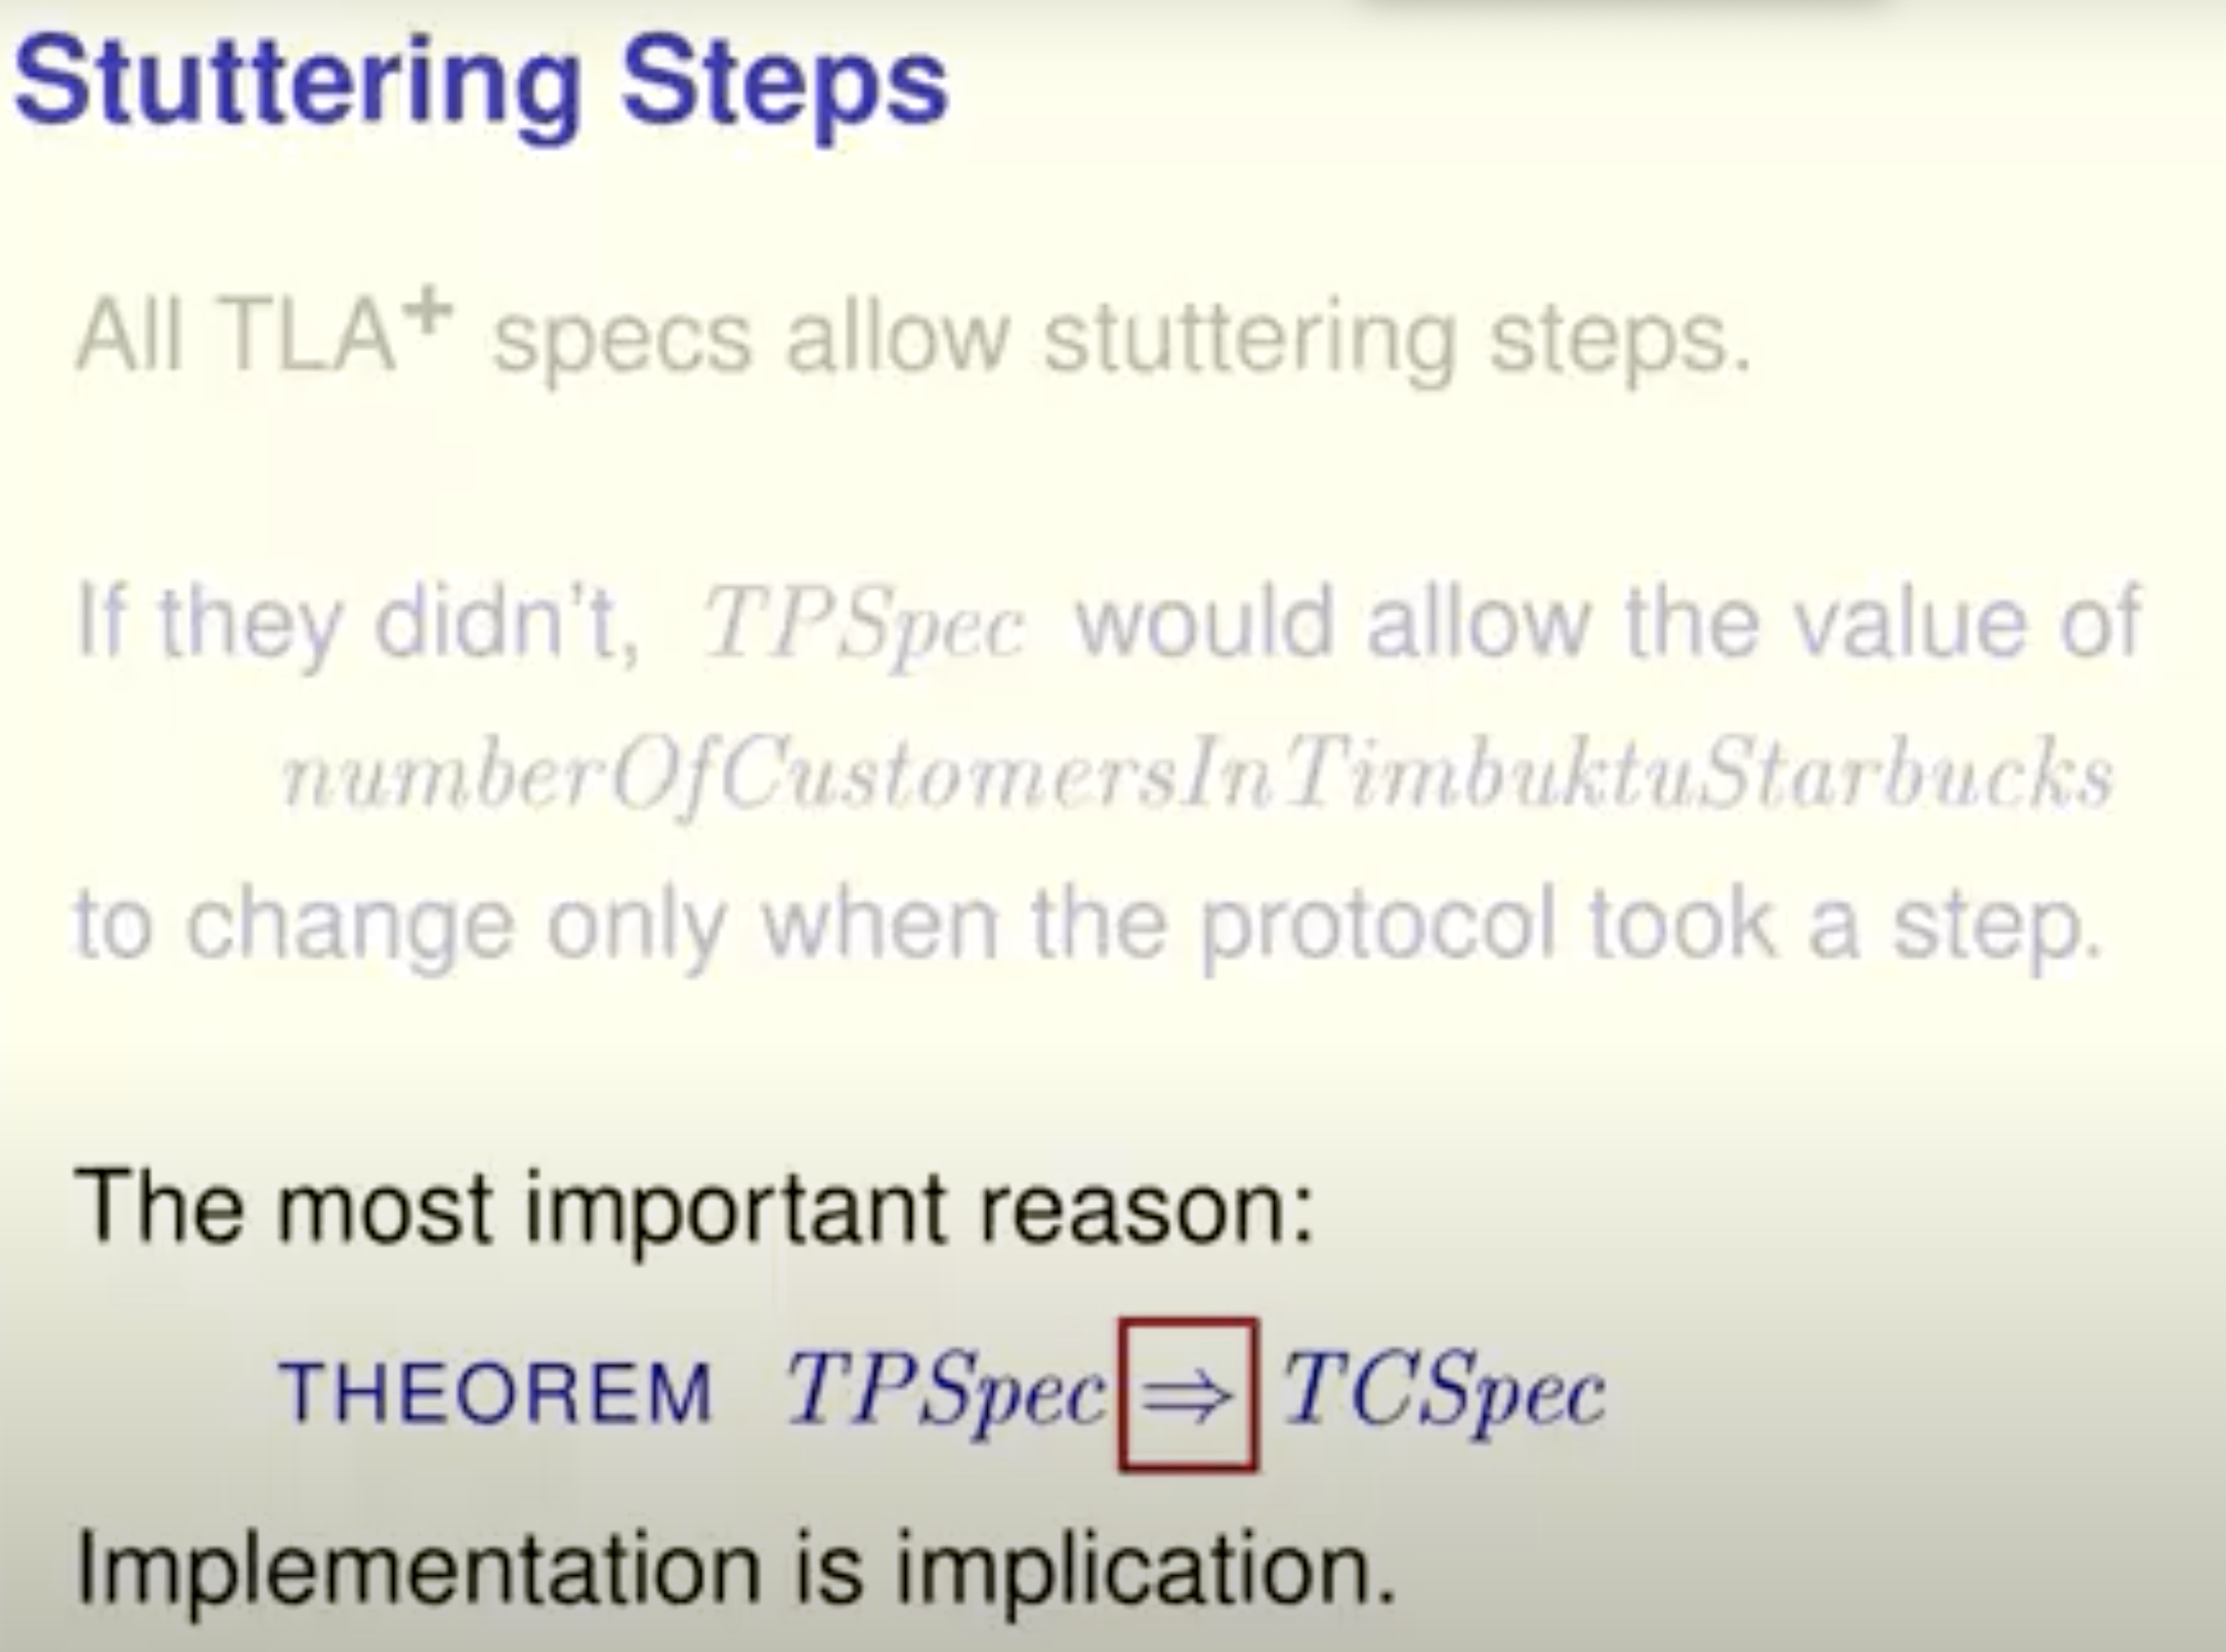 Stuttering Steps
All TLA⁺ specs allow stuttering steps.
If they didn't, TPSpec would allow the value of
numberOfCustomersInTimbuktuStarbucks
to change only when the protocol took a step.
The most important reason:
THEOREM TPSpec ⇒ TCSpec
Implementation is implication.